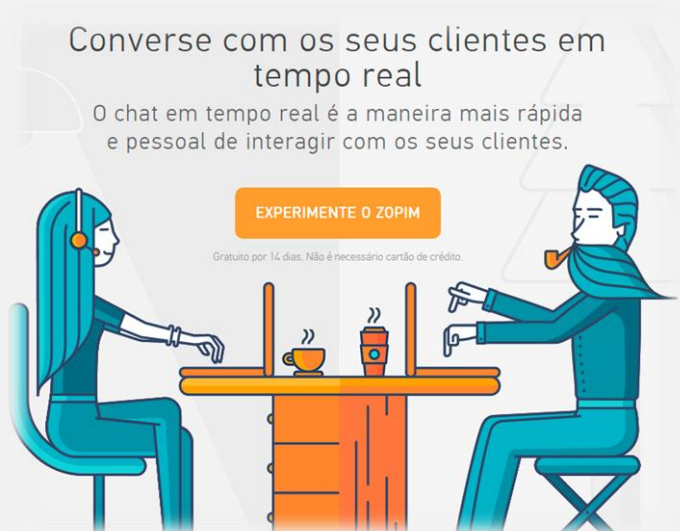 Converse com os seus clientes em
tempo real
O chat em tempo real é a maneira mais rápida
e pessoal de interagir com os seus clientes.
EXPERIMENTE O ZOPIM
Gratuito por 14 dias. Não é necessário cartão de crédito.